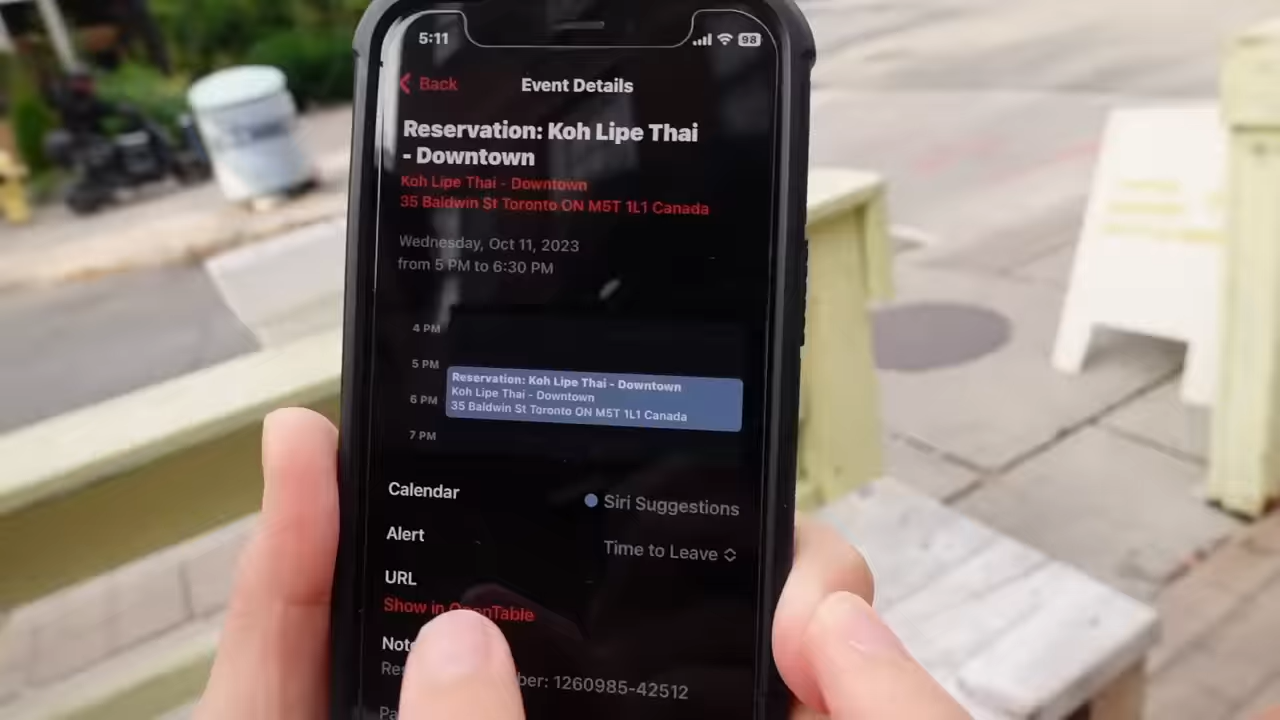 5:11
98
Back
Event Details
Reservation: Koh Lipe Thai
- Downtown
Koh Lipe Thai - Downtown
35 Baldwin St Toronto ON M5T 1L1 Canada
Wednesday, Oct 11, 2023
from 5 PM to 6:30 PM
4 PM
5 PM
Reservation: Koh Lipe Thai - Downtown
Koh Lipe Thai - Downtown
6 PM
35 Baldwin St Toronto ON M5T 1L1 Canada
7 PM
Calendar
Siri Suggestions
Alert
Time to Leave
URL
Show in OpenTable
1260985-42512